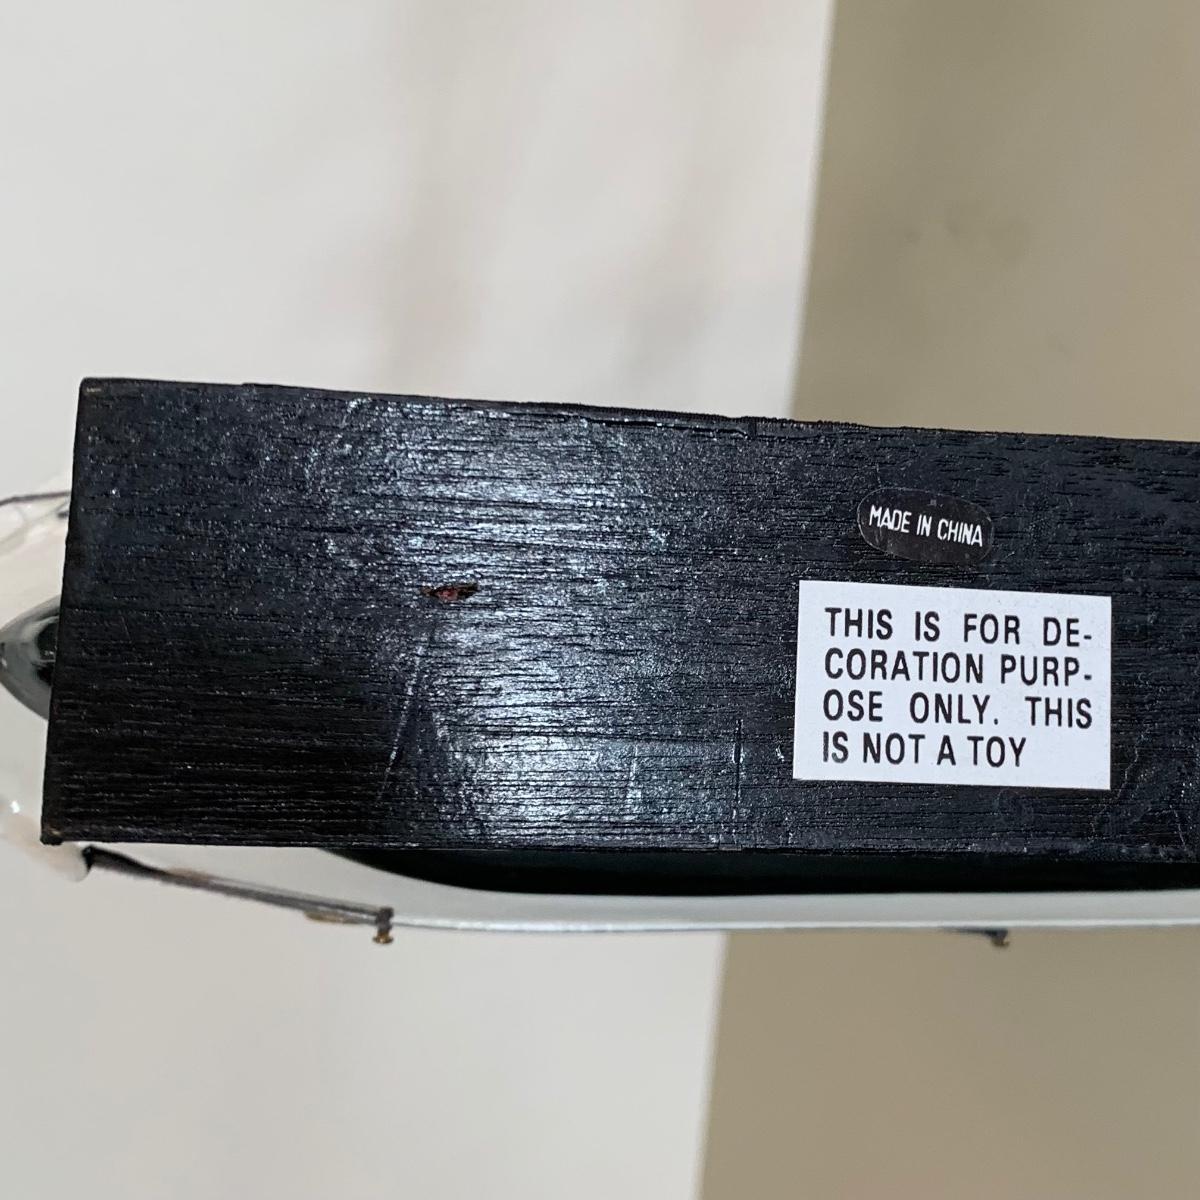 MADE IN CHINA
THIS IS FOR DE-
CORATION PURP-
OSE ONLY. THIS
IS NOT A TOY